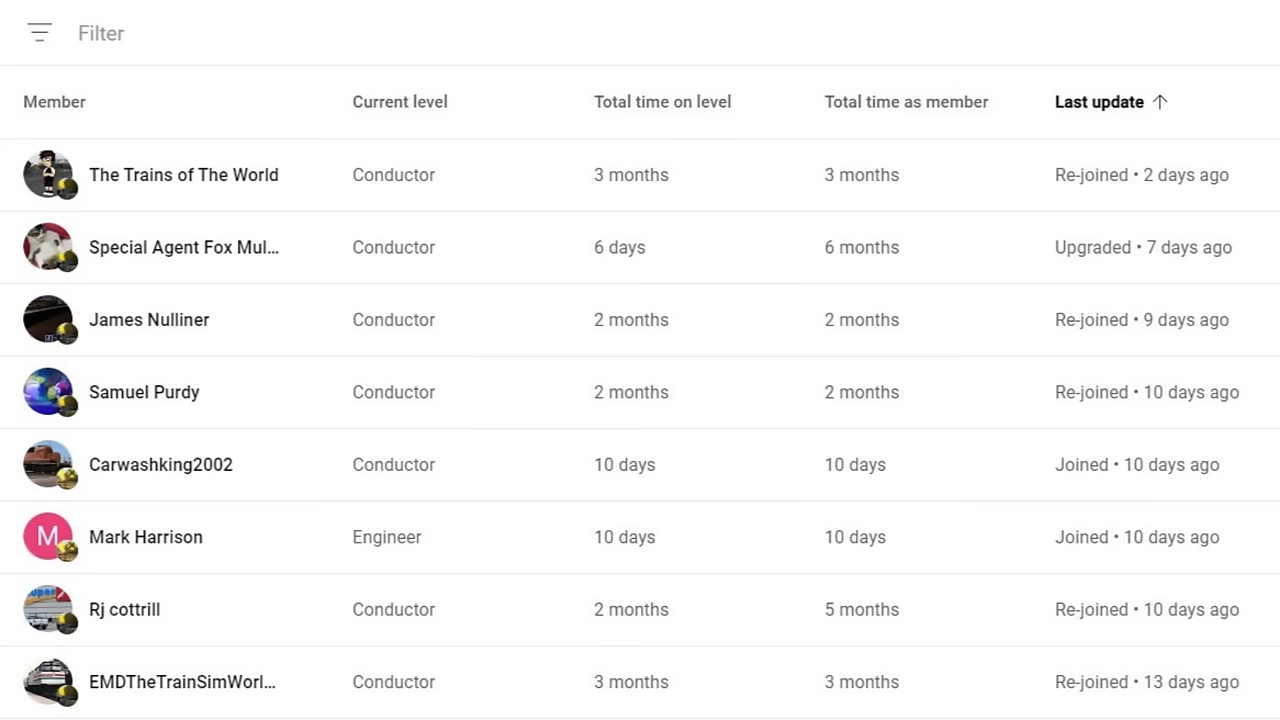 Filter
Member Current level Total time on level Total time as member Last update
The Trains of The World Conductor 3 months 3 months Re-joined • 2 days ago
Special Agent Fox Mul... Conductor 6 days 6 months Upgraded • 7 days ago
James Nulliner Conductor 2 months 2 months Re-joined • 9 days ago
Samuel Purdy Conductor 2 months 2 months Re-joined • 10 days ago
Carwashking2002 Conductor 10 days 10 days Joined • 10 days ago
M Mark Harrison Engineer 10 days 10 days Joined • 10 days ago
Rj cottrill Conductor 2 months 5 months Re-joined • 10 days ago
EMDTheTrainSimWorl... Conductor 3 months 3 months Re-joined • 13 days ago